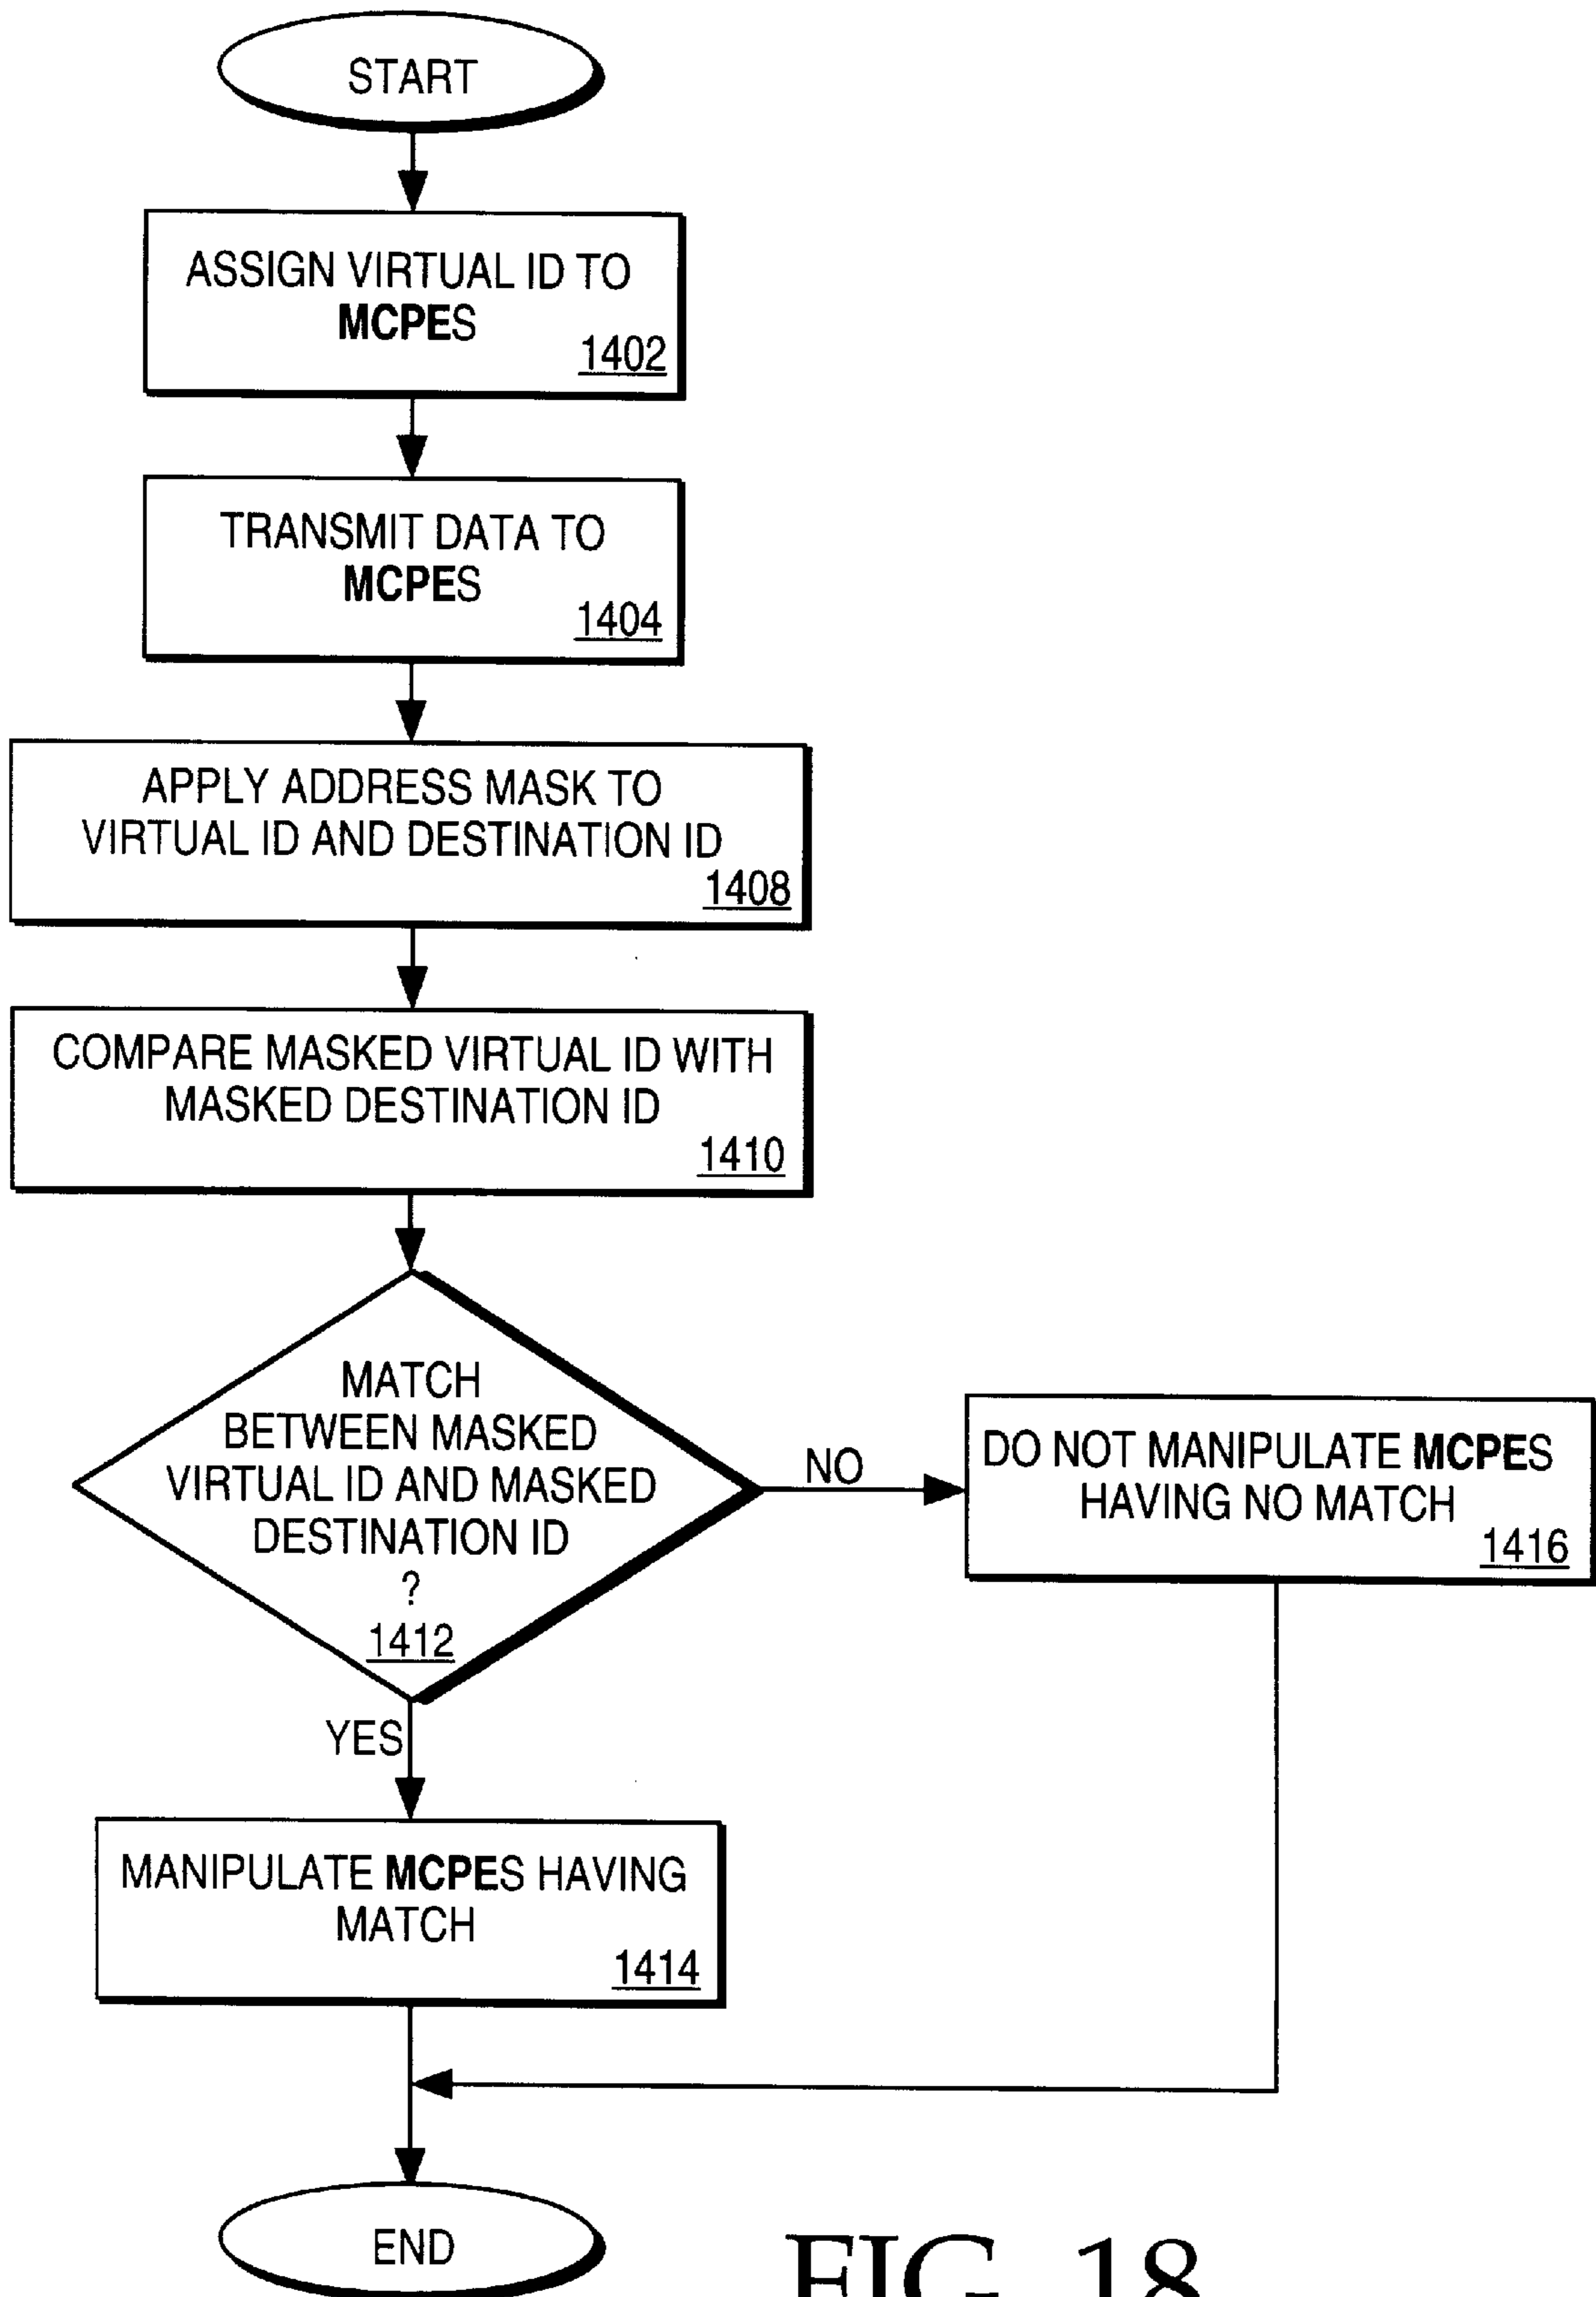 START
ASSIGN VIRTUAL ID TO
MCPES
1402
TRANSMIT DATA TO
MCPES
1404
APPLY ADDRESS MASK TO
VIRTUAL ID AND DESTINATION ID
1408
COMPARE MASKED VIRTUAL ID WITH
MASKED DESTINATION ID
1410
MATCH
BETWEEN MASKED
VIRTUAL ID AND MASKED
DESTINATION ID
?
1412
NO
DO NOT MANIPULATE MCPES
HAVING NO MATCH
1416
YES
MANIPULATE MCPES HAVING
MATCH
1414
END
FIG. 18